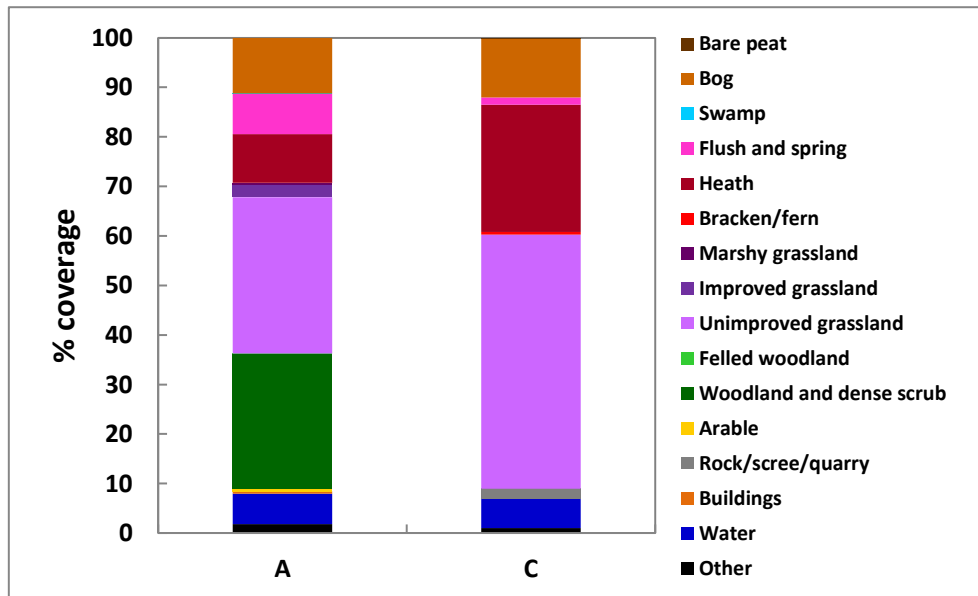 % coverage
100
90
80
70
60
50
40
30
20
10
0
A C
Bare peat
Bog
Swamp
Flush and spring
Heath
Bracken/fern
Marshy grassland
Improved grassland
Unimproved grassland
Felled woodland
Woodland and dense scrub
Arable
Rock/scree/quarry
Buildings
Water
Other